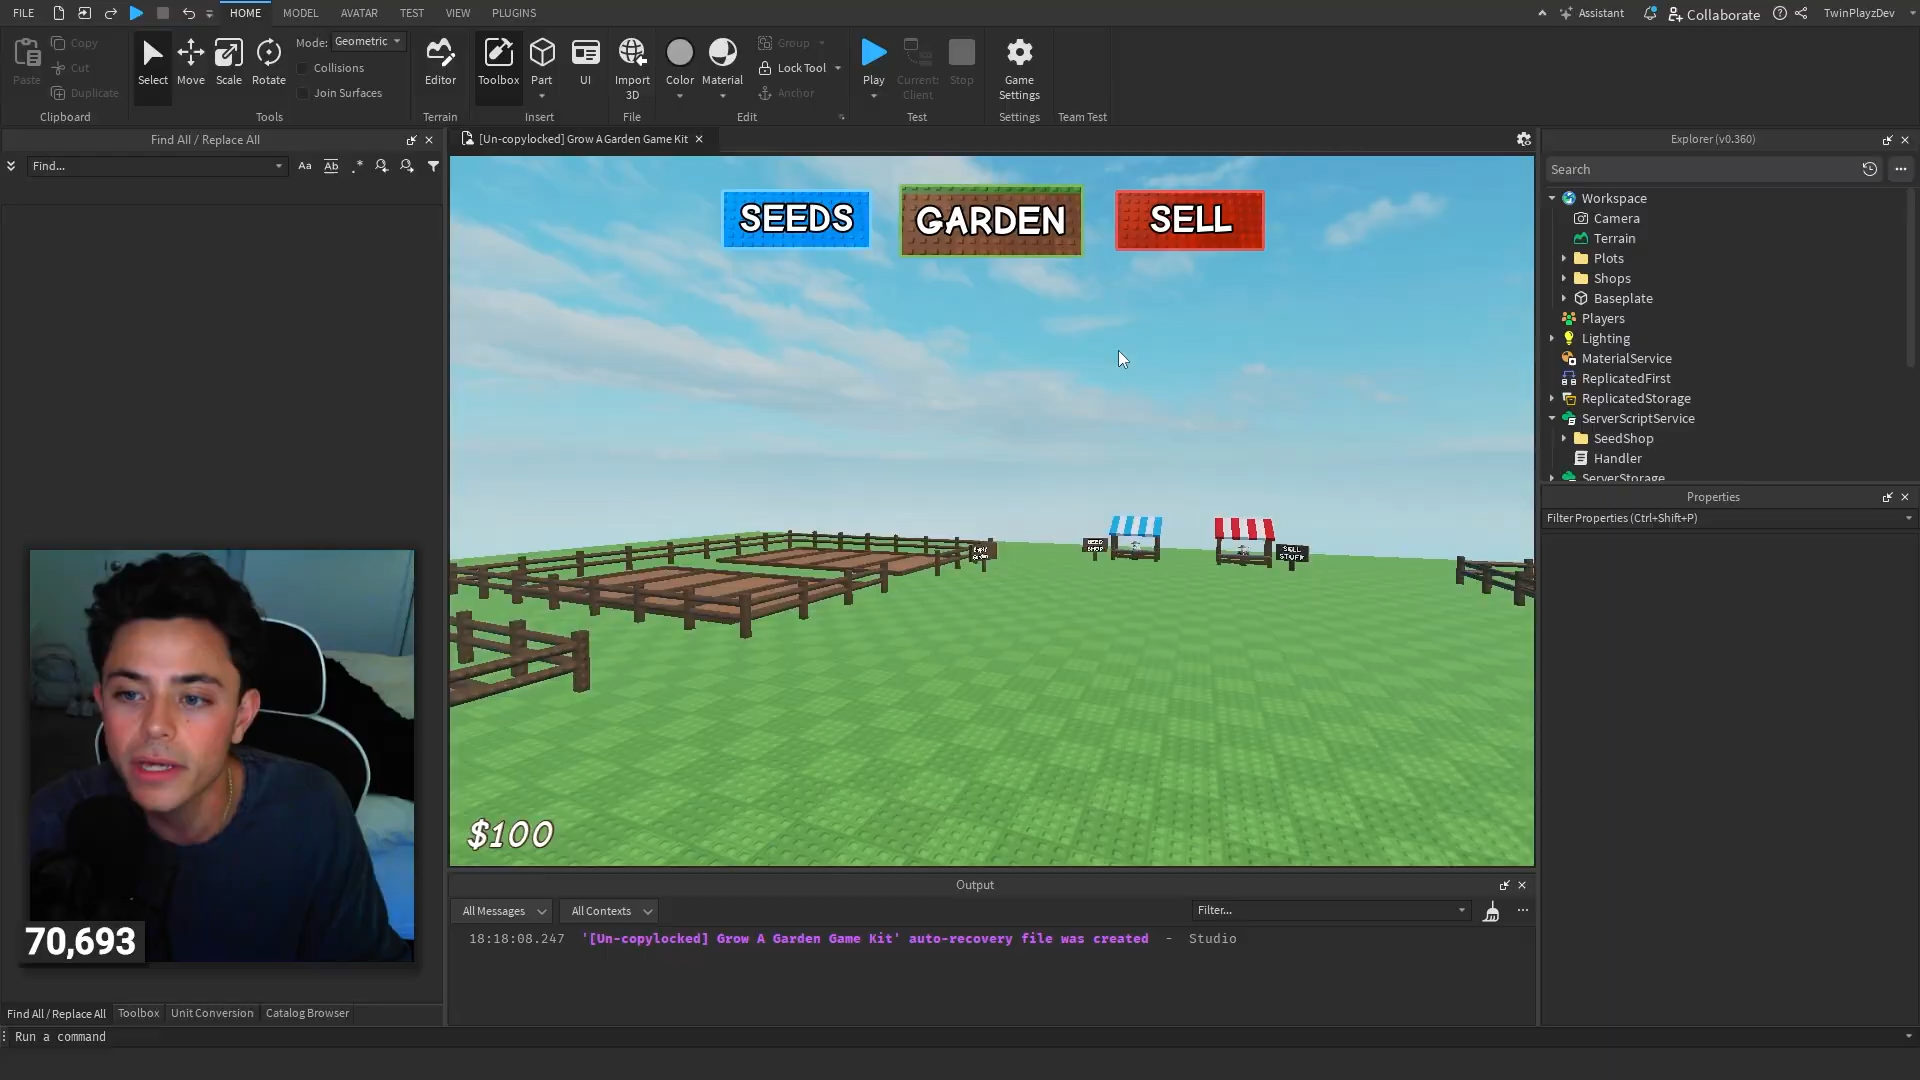 FILE HOME MODEL AVATAR TEST VIEW PLUGINS Assistant Collaborate TwinPlayzDev
Paste Copy Cut Duplicate
Select Move Scale Rotate
Mode: Geometric
Collisions
Join Surfaces
Editor
Toolbox Part UI
Import
3D
Color Material
Group
Lock Tool
Anchor
Play
Current:
Client
Stop
Game
Settings
Clipboard Tools Terrain Insert File Edit Test Settings Team Test
Find All / Replace All
Find...
Aa Ab .*
[Un-copylocked] Grow A Garden Game Kit
SEEDS GARDEN SELL
SEED
SHOP
SELL
STUFF
$100
70,693
Explorer (v0.360)
Search
Workspace
Camera
Terrain
Plots
Shops
Baseplate
Players
Lighting
MaterialService
ReplicatedFirst
ReplicatedStorage
ServerScriptService
SeedShop
Handler
ServerStorage
Properties
Filter Properties (Ctrl+Shift+P)
Output
All Messages All Contexts Filter...
18:18:08.247 '[Un-copylocked] Grow A Garden Game Kit' auto-recovery file was created - Studio
Find All / Replace All Toolbox Unit Conversion Catalog Browser
Run a command